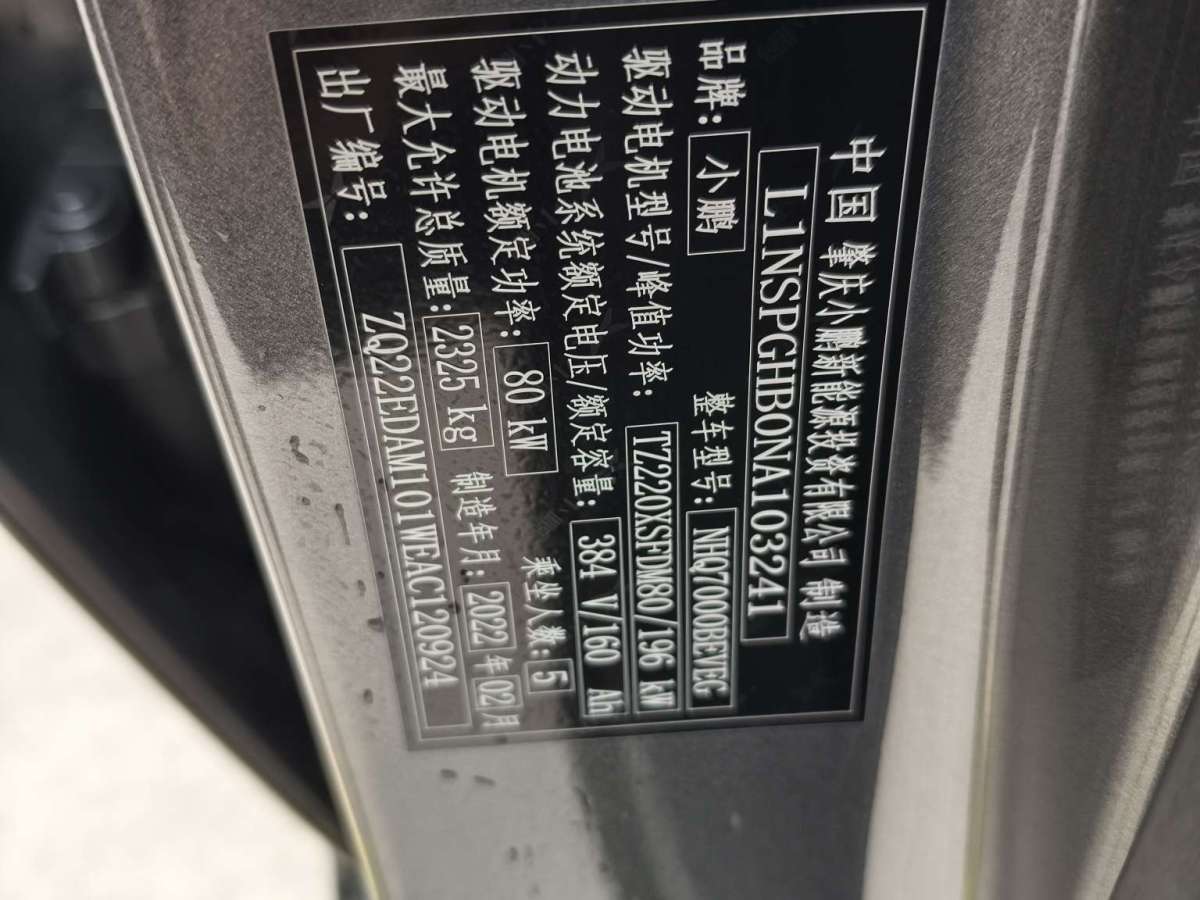 中国 肇庆小鹏新能源投资有限公司 制造
L1NSPGHB0NA103241
品牌: 小鹏 整车型号: NHQ7000BEVEG
驱动电机型号/峰值功率: TZ220XSFDM80/196 kW
动力电池系统额定电压/额定容量: 384 V/160 Ah
驱动电机额定功率: 80 kW 乘坐人数: 5
最大允许总质量: 2325 kg 制造年月: 2022 年 02 月
出厂编号: ZQ22EDAM101WEAC120924